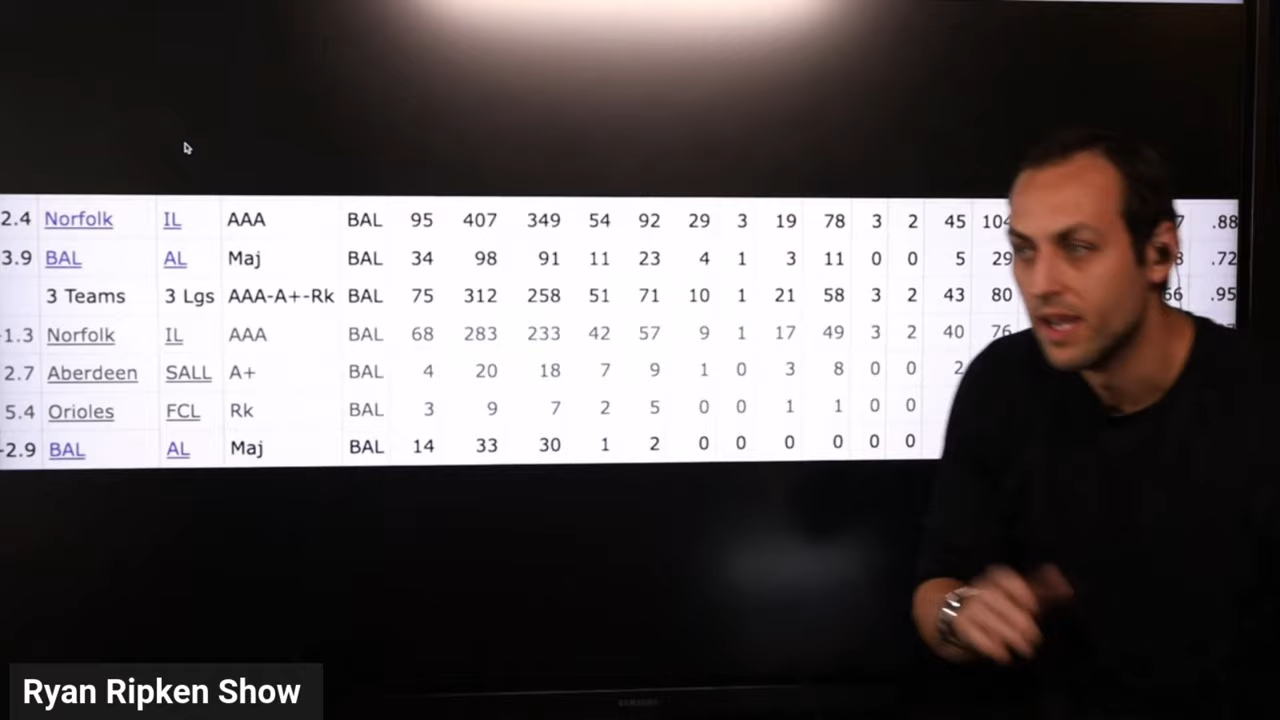 2.4 Norfolk IL AAA BAL 95 407 349 54 92 29 3 19 78 3 2 45 104 7 .88
3.9 BAL AL Maj BAL 34 98 91 11 23 4 1 3 11 0 0 5 29 8 .72
3 Teams 3 Lgs AAA-A+-Rk BAL 75 312 258 51 71 10 1 21 58 3 2 43 80 66 .95
-1.3 Norfolk IL AAA BAL 68 283 233 42 57 9 1 17 49 3 2 40 76
2.7 Aberdeen SALL A+ BAL 4 20 18 7 9 1 0 3 8 0 0 2
5.4 Orioles FCL Rk BAL 3 9 7 2 5 0 0 1 1 0 0
-2.9 BAL AL Maj BAL 14 33 30 1 2 0 0 0 0 0 0
SAMSUNG
Ryan Ripken Show